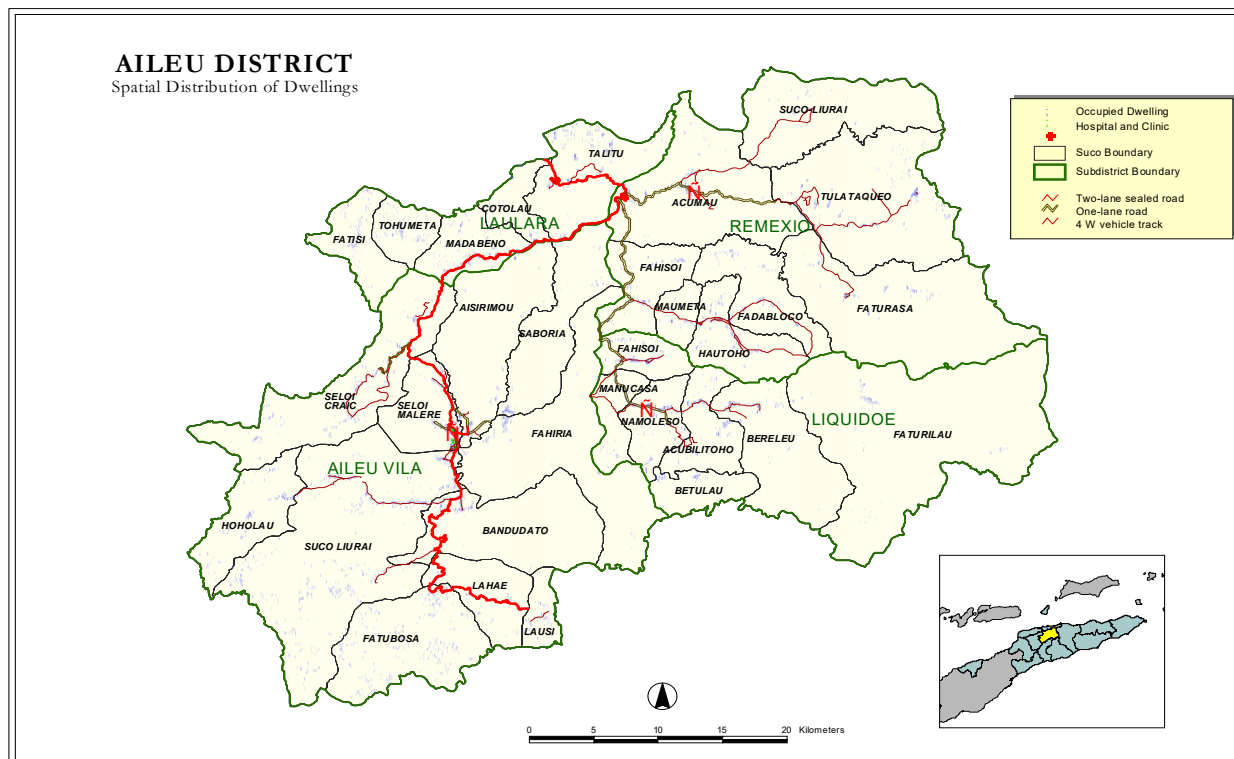 AILEU DISTRICT
Spatial Distribution of Dwellings
Occupied Dwelling
Hospital and Clinic
Suco Boundary
Subdistrict Boundary
Two-lane sealed road
One-lane road
4 W vehicle track
SUCO-LIURAI
TALITU
TULATAQUEO
Ñ
ACUMAU
COTOLAU
TOHUMETA
LAULARA
REMEXIO
FATISI
MADABENO
FAHISOI
AISIRIMOU
MAUMETA
FATURASA
FADABLOCO
SABORIA
FAHISOI
HAUTOHO
MANUCASA
SELOI
CRAIC
SELOI
MALERE
Ñ
NAMOLESO
LIQUIDOE
FAHIRIA
BERELEU
FATURILAU
Ñ
ACUBILITOHO
AILEU VILA
BETULAU
HOHOLAU
BANDUDATO
SUCO LIURAI
LAHAE
LAUSI
FATUBOSA
0 5 10 15 20 Kilometers